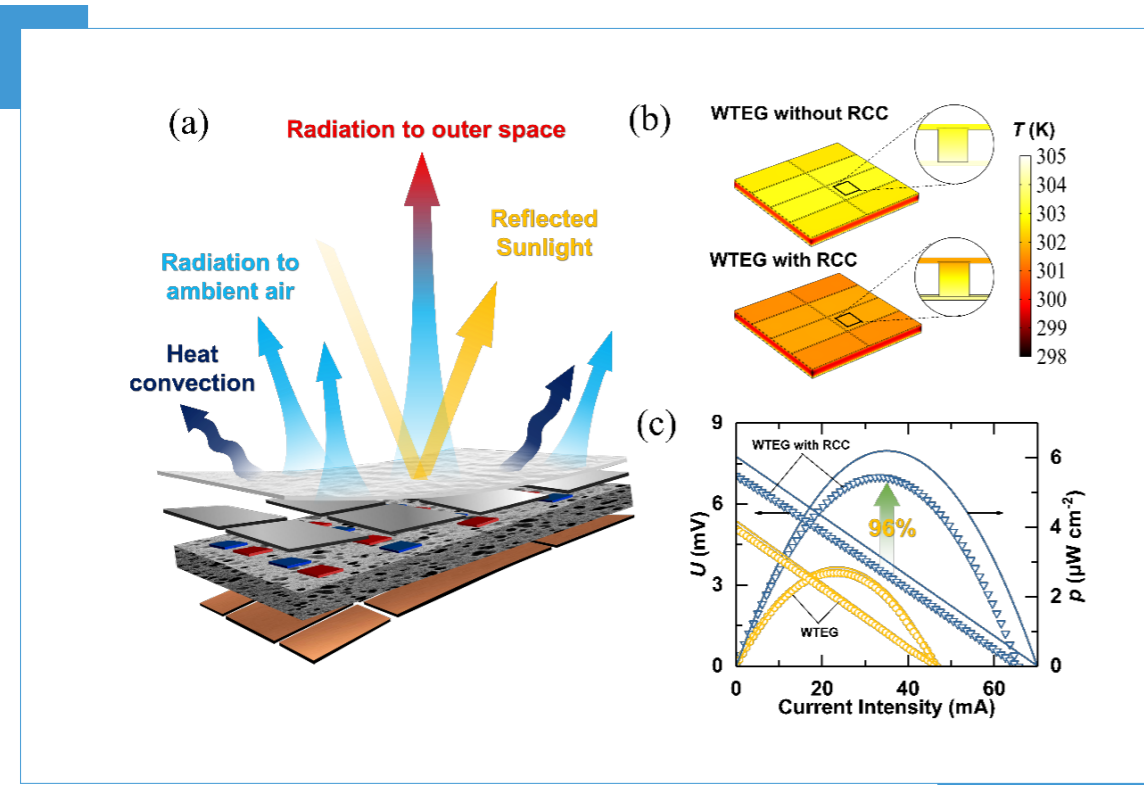 (a)
Radiation to outer space
Reflected
Sunlight
Radiation to
ambient air
Heat
convection
(b)
WTEG without RCC
T (K)
305
304
303
302
301
300
299
298
WTEG with RCC
(c)
9
6
3
0
U (mV)
WTEG with RCC
96%
WTEG
6
4
2
0
p (μW cm-2)
0
20
40
60
Current Intensity (mA)